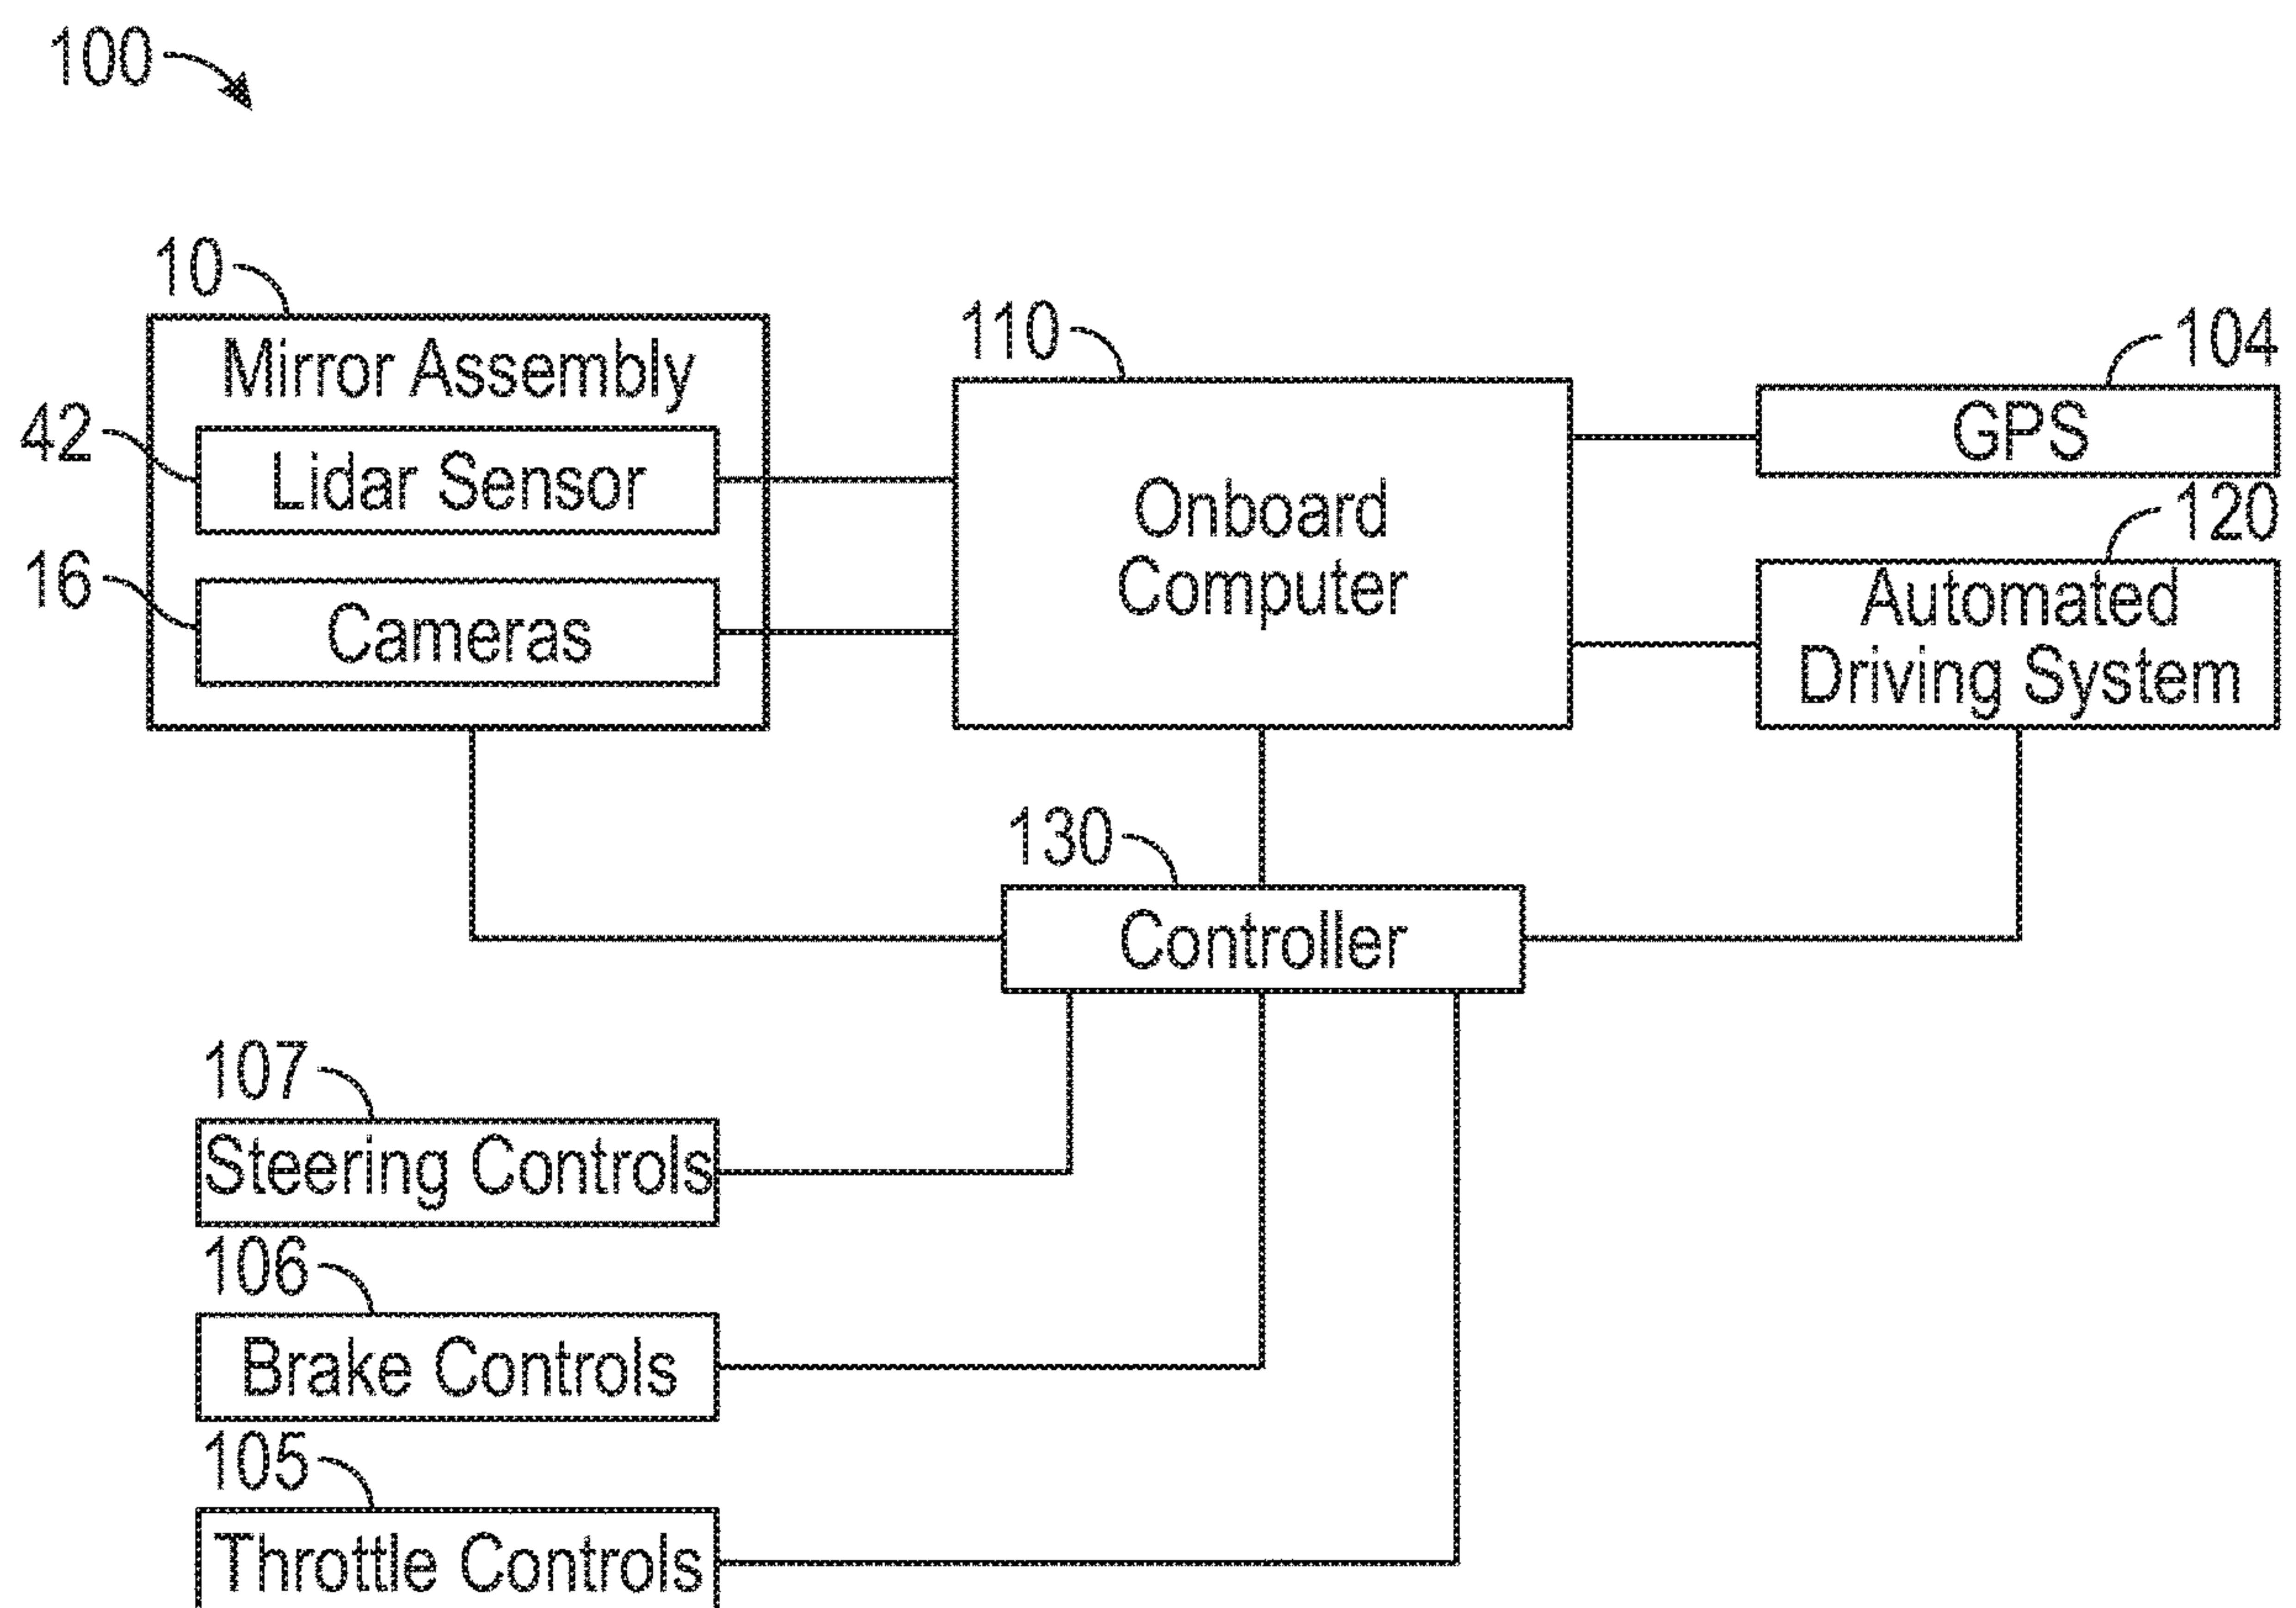 100
10
Mirror Assembly
42
Lidar Sensor
16
Cameras
110
Onboard
Computer
104
GPS
120
Automated
Driving System
130
Controller
107
Steering Controls
106
Brake Controls
105
Throttle Controls